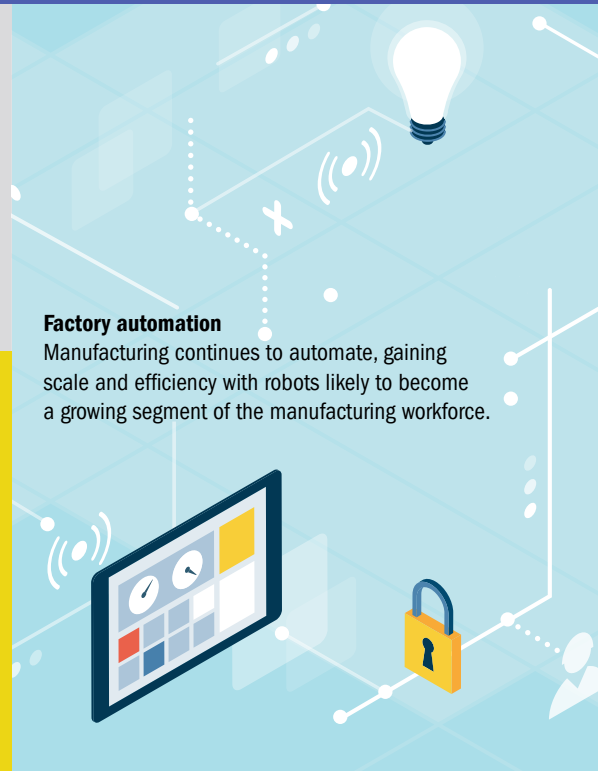 Factory automation
Manufacturing continues to automate, gaining
scale and efficiency with robots likely to become
a growing segment of the manufacturing workforce.